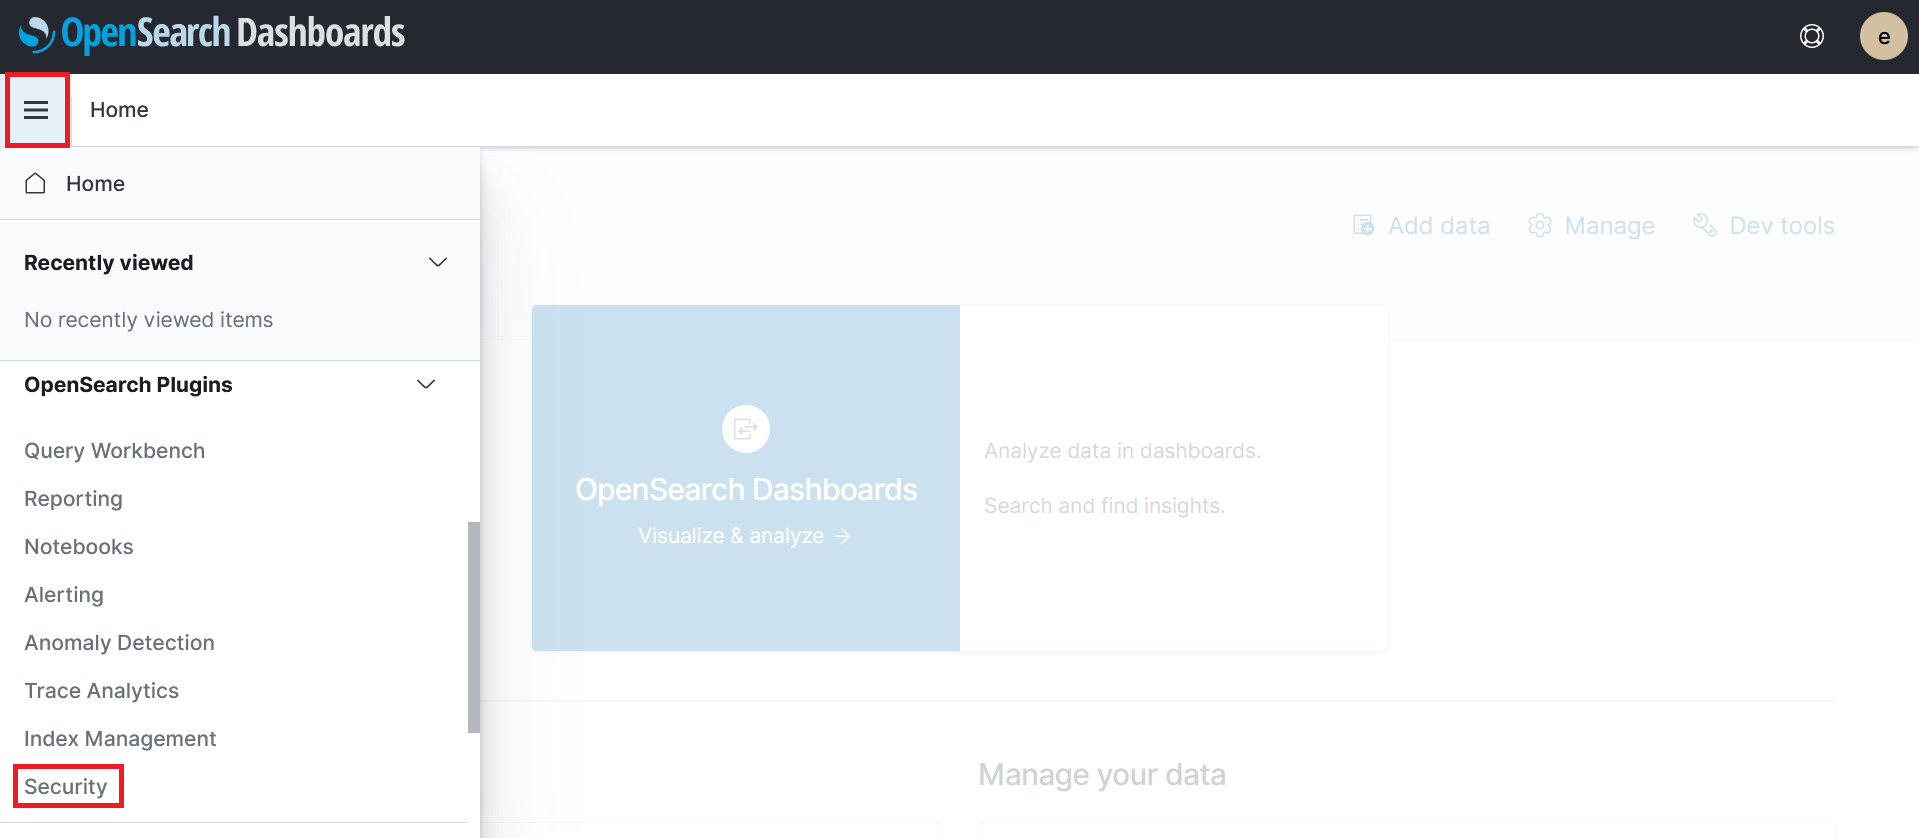 OpenSearch Dashboards
e
Home
Home
Recently viewed
No recently viewed items
OpenSearch Plugins
Query Workbench
Reporting
Notebooks
Alerting
Anomaly Detection
Trace Analytics
Index Management
Security
Add data
Manage
Dev tools
OpenSearch Dashboards
Visualize & analyze →
Analyze data in dashboards.
Search and find insights.
Manage your data